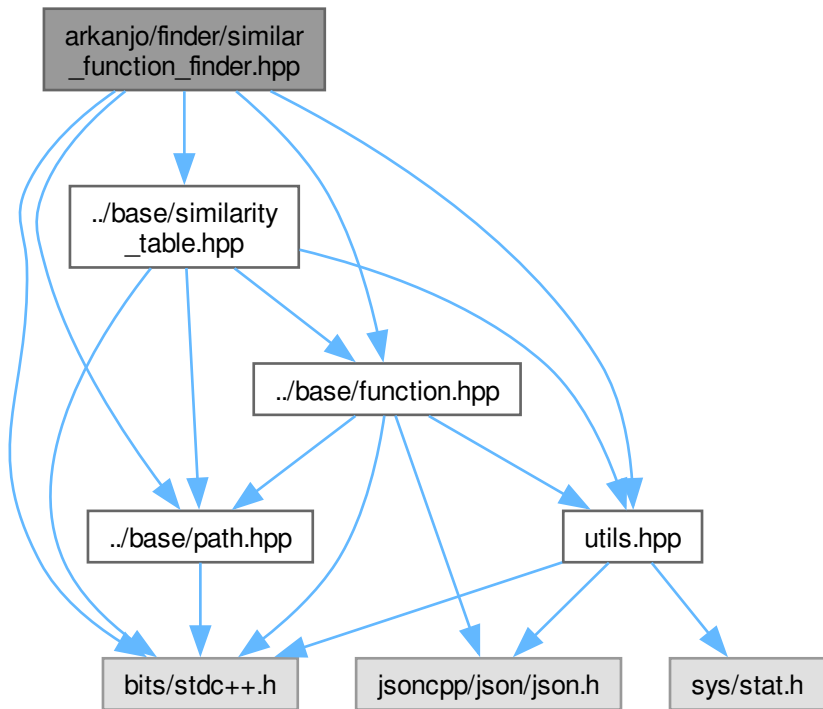 arkanjo/finder/similar
_function_finder.hpp
../base/similarity
_table.hpp
../base/function.hpp
../base/path.hpp
utils.hpp
bits/stdc++.h
jsoncpp/json/json.h
sys/stat.h